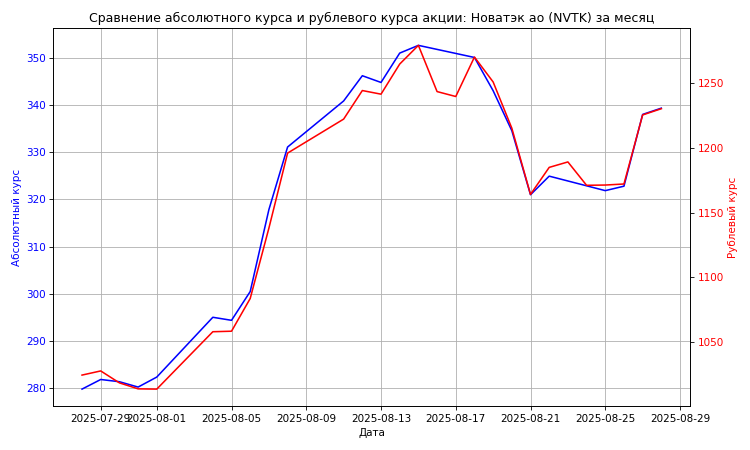 Сравнение абсолютного курса и рублевого курса акции: Новатэк ао (NVTK) за месяц
Абсолютный курс
350
340
330
320
310
300
290
280
1250
1200
1150
1100
1050
Рублевый курс
2025-07-29 2025-08-01 2025-08-05 2025-08-09 2025-08-13 2025-08-17 2025-08-21 2025-08-25 2025-08-29
Дата